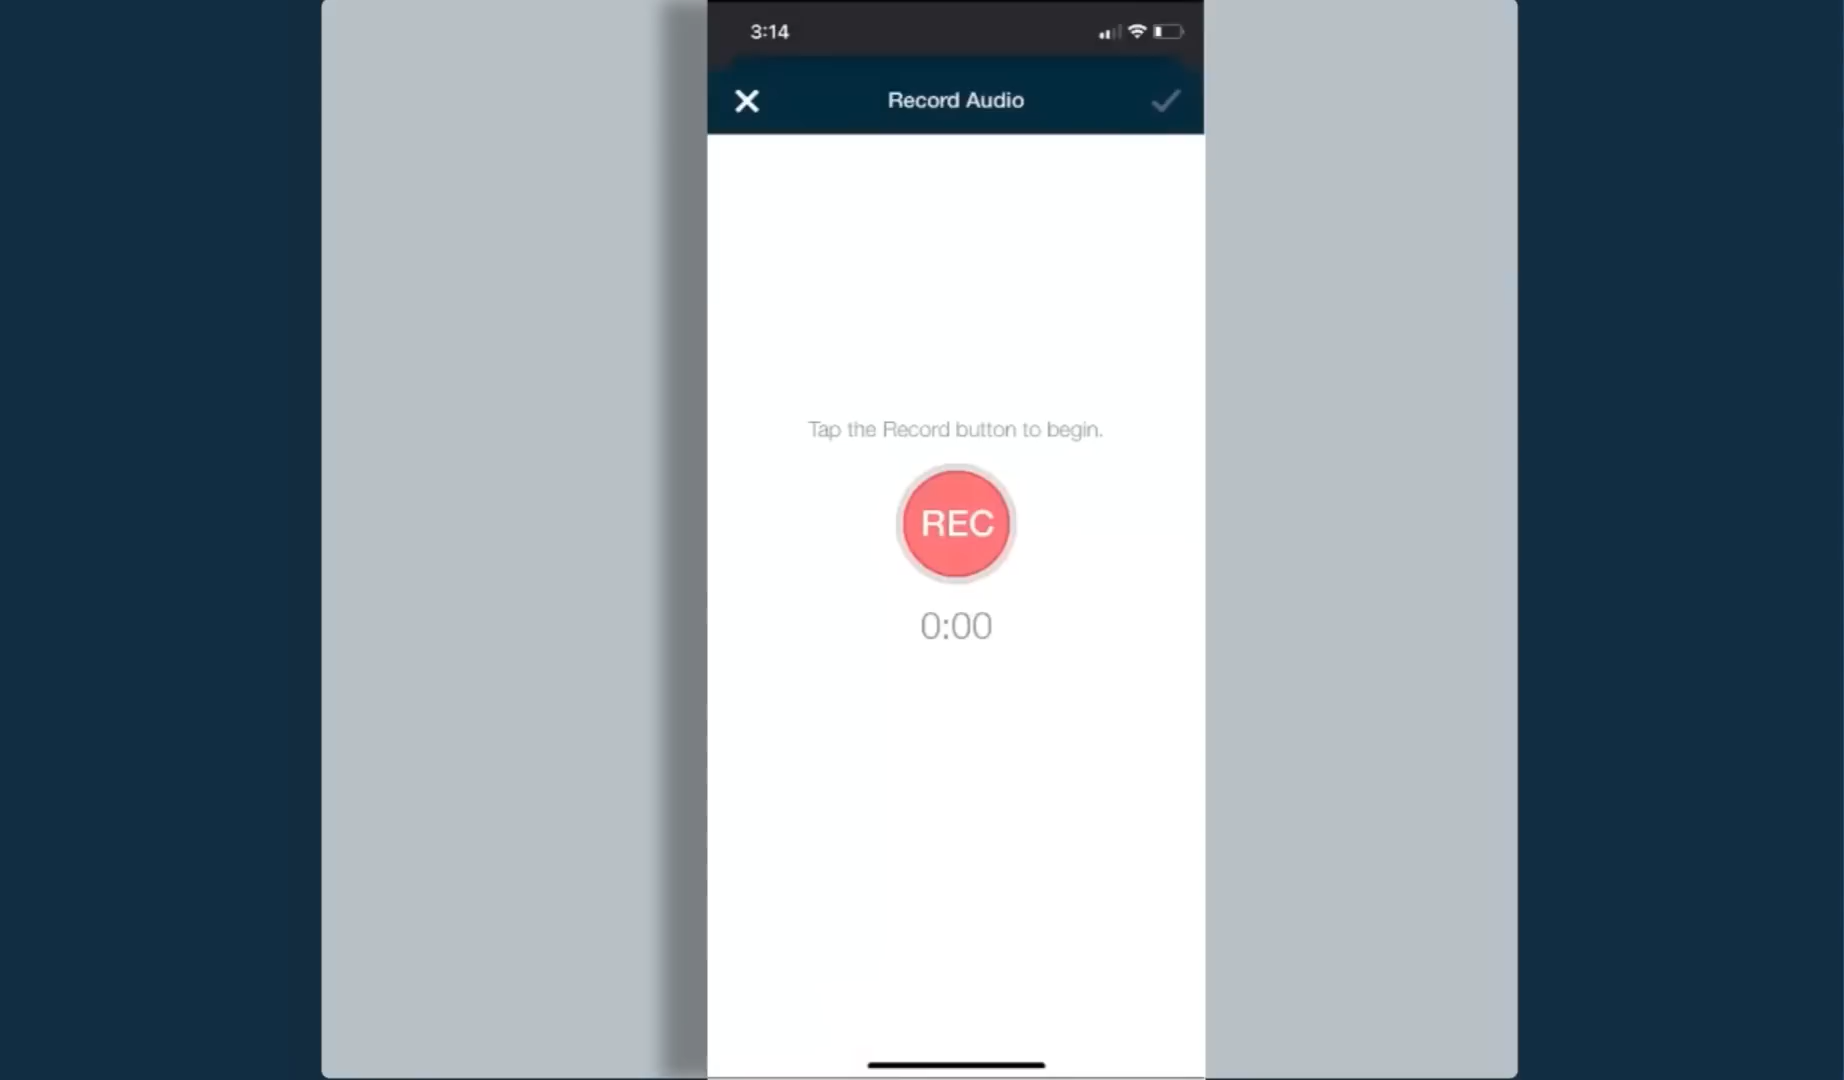 3:14
Record Audio
Tap the Record button to begin.
REC
0:00